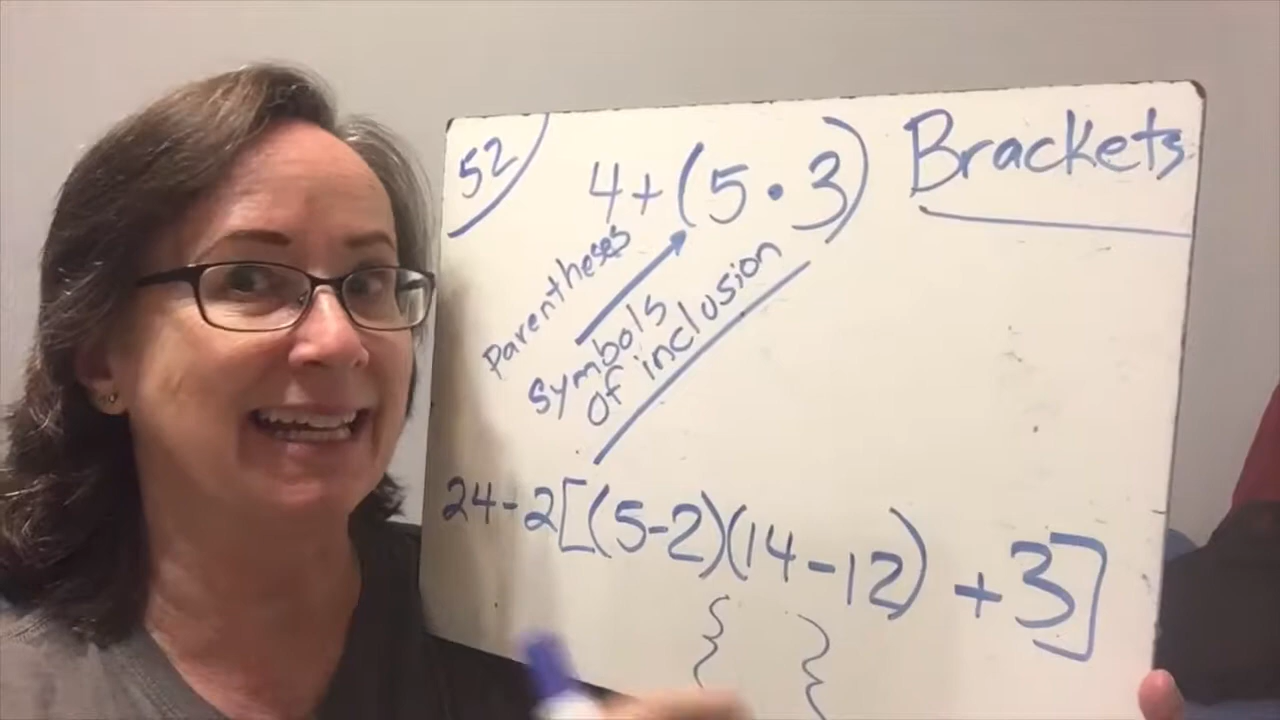 52
4+(5·3)
Brackets
Parentheses
symbols
of inclusion
24-2[(5-2)(14-12)+3]
{ }